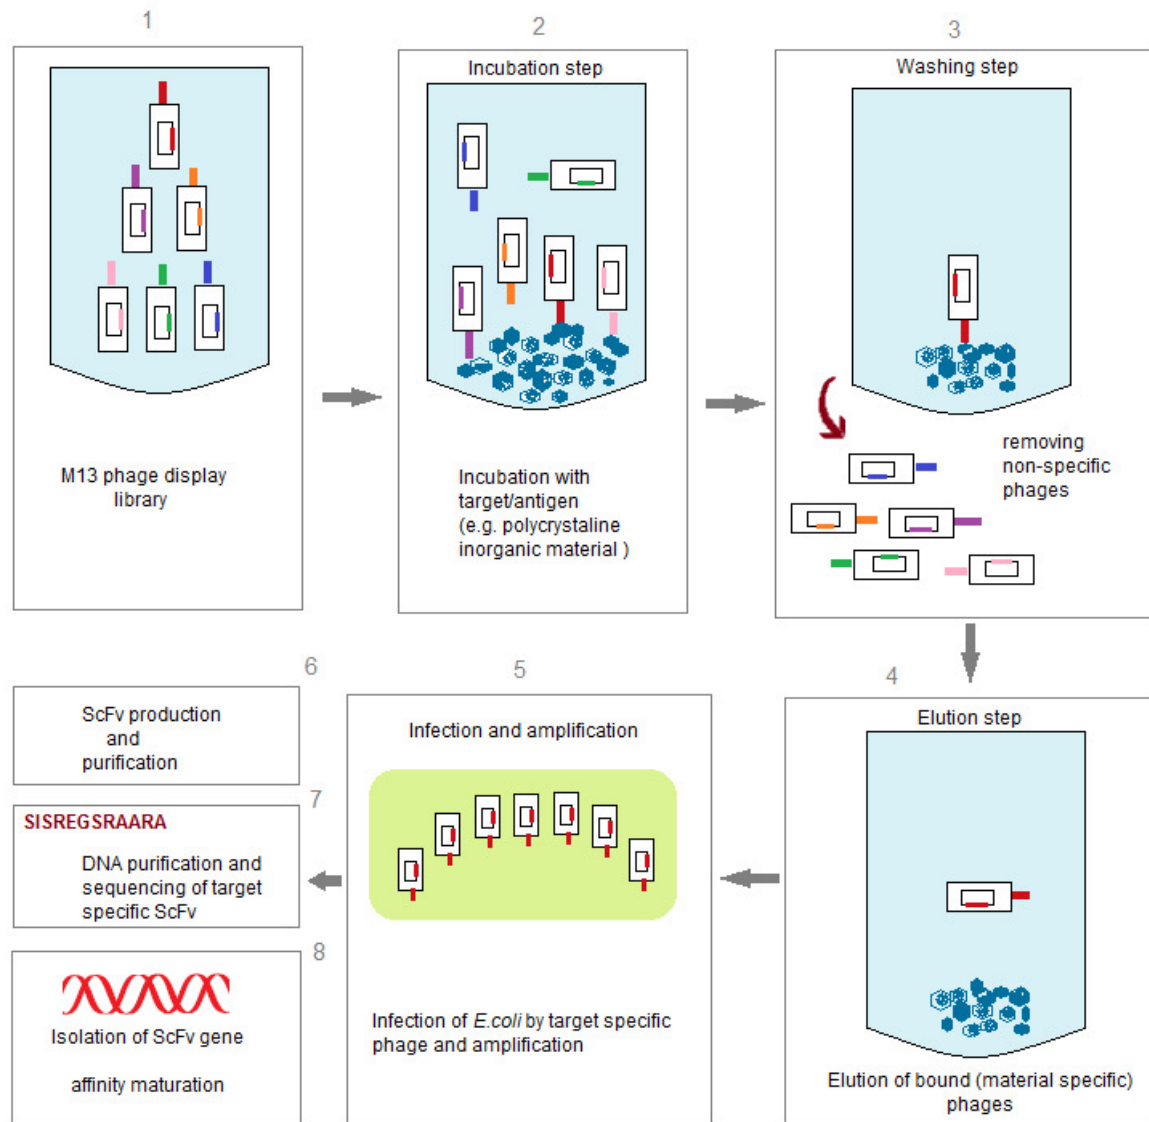 1
M13 phage display
library
2
Incubation step
Incubation with
target/antigen
(e.g. polycrystaline
inorganic material )
3
Washing step
removing
non-specific
phages
4
Elution step
Elution of bound (material specific)
phages
5
Infection and amplification
Infection of E.coli by target specific
phage and amplification
6
ScFv production
and
purification
7
SISREGSRAARA
DNA purification and
sequencing of target
specific ScFv
8
Isolation of ScFv gene
affinity maturation